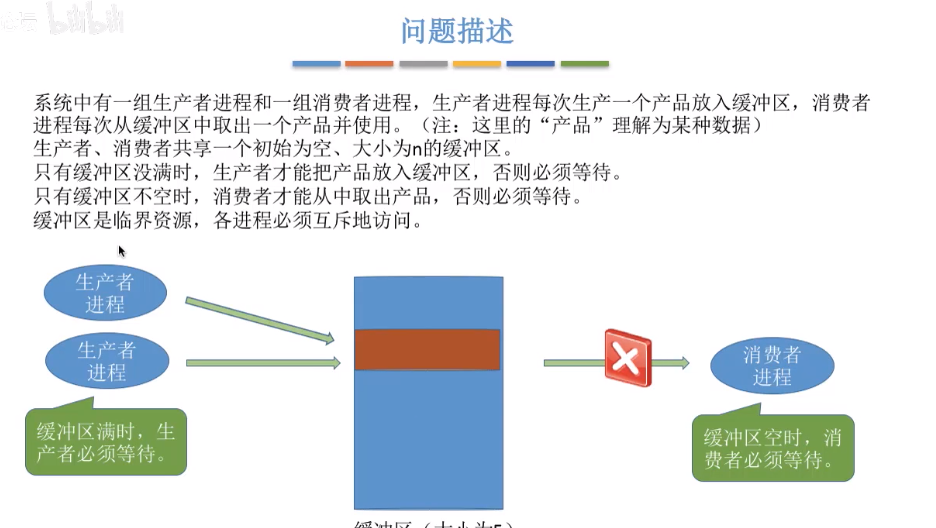 bilibili
问题描述
系统中有一组生产者进程和一组消费者进程，生产者进程每次生产一个产品放入缓冲区，消费者
进程每次从缓冲区中取出一个产品并使用。（注：这里的“产品”理解为某种数据）
生产者、消费者共享一个初始为空、大小为n的缓冲区。
只有缓冲区没满时，生产者才能把产品放入缓冲区，否则必须等待。
只有缓冲区不空时，消费者才能从中取出产品，否则必须等待。
缓冲区是临界资源，各进程必须互斥地访问。
生产者
进程
生产者
进程
消费者
进程
缓冲区满时，生
产者必须等待。
缓冲区空时，消
费者必须等待。
缓冲区（大小为5）